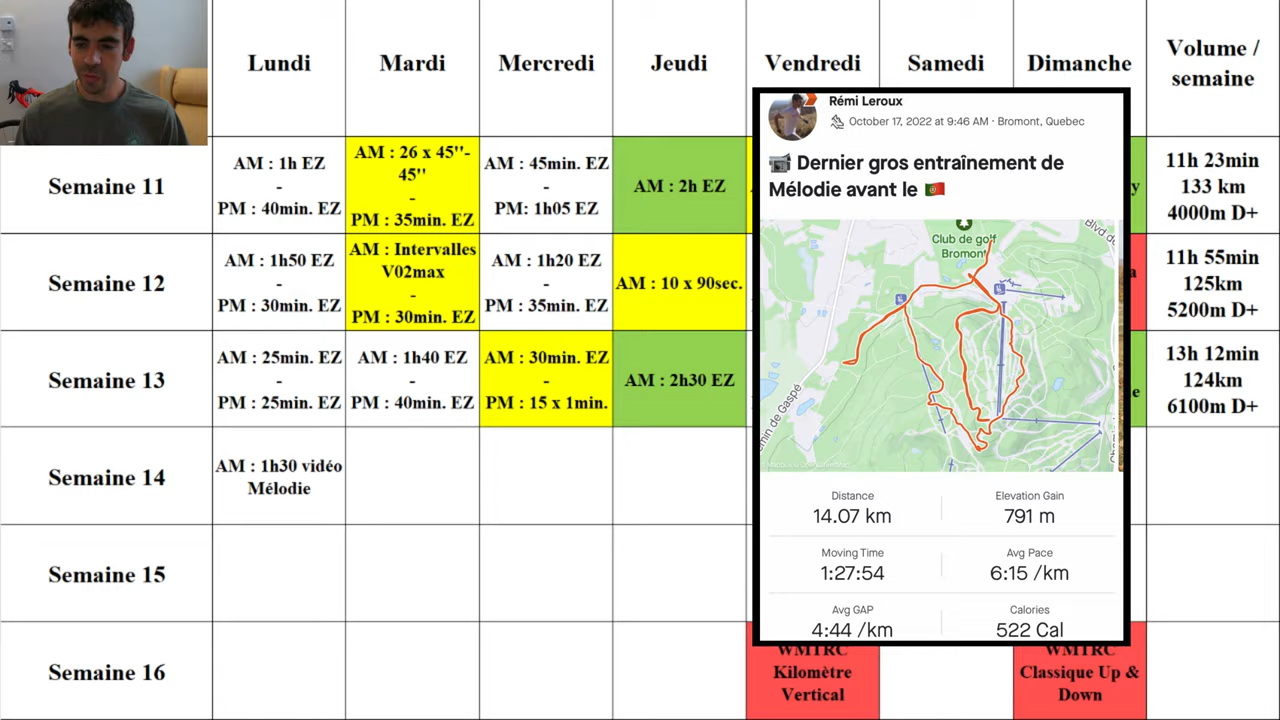 Lundi
Mardi
Mercredi
Jeudi
Vendredi
Samedi
Dimanche
Volume /
semaine
Semaine 11
AM : 1h EZ
-
PM : 40min. EZ
AM : 26 x 45"-
45"
-
PM : 35min. EZ
AM : 45min. EZ
-
PM: 1h05 EZ
AM : 2h EZ
y
11h 23min
133 km
4000m D+
Semaine 12
AM : 1h50 EZ
-
PM : 30min. EZ
AM : Intervalles
V02max
-
PM : 30min. EZ
AM : 1h20 EZ
-
PM : 35min. EZ
AM : 10 x 90sec.
a
11h 55min
125km
5200m D+
Semaine 13
AM : 25min. EZ
-
PM : 25min. EZ
AM : 1h40 EZ
-
PM : 40min. EZ
AM : 30min. EZ
-
PM : 15 x 1min.
AM : 2h30 EZ
e
13h 12min
124km
6100m D+
Semaine 14
AM : 1h30 vidéo
Mélodie
Semaine 15
Semaine 16
WMTRC
Kilomètre
Vertical
WMTRC
Classique Up &
Down
Rémi Leroux
October 17, 2022 at 9:46 AM · Bromont, Quebec
Dernier gros entraînement de
Mélodie avant le
Club de golf
Bromont
Blvd de
min de Gaspé
Distance
14.07 km
Elevation Gain
791 m
Moving Time
1:27:54
Avg Pace
6:15 /km
Avg GAP
4:44 /km
Calories
522 Cal